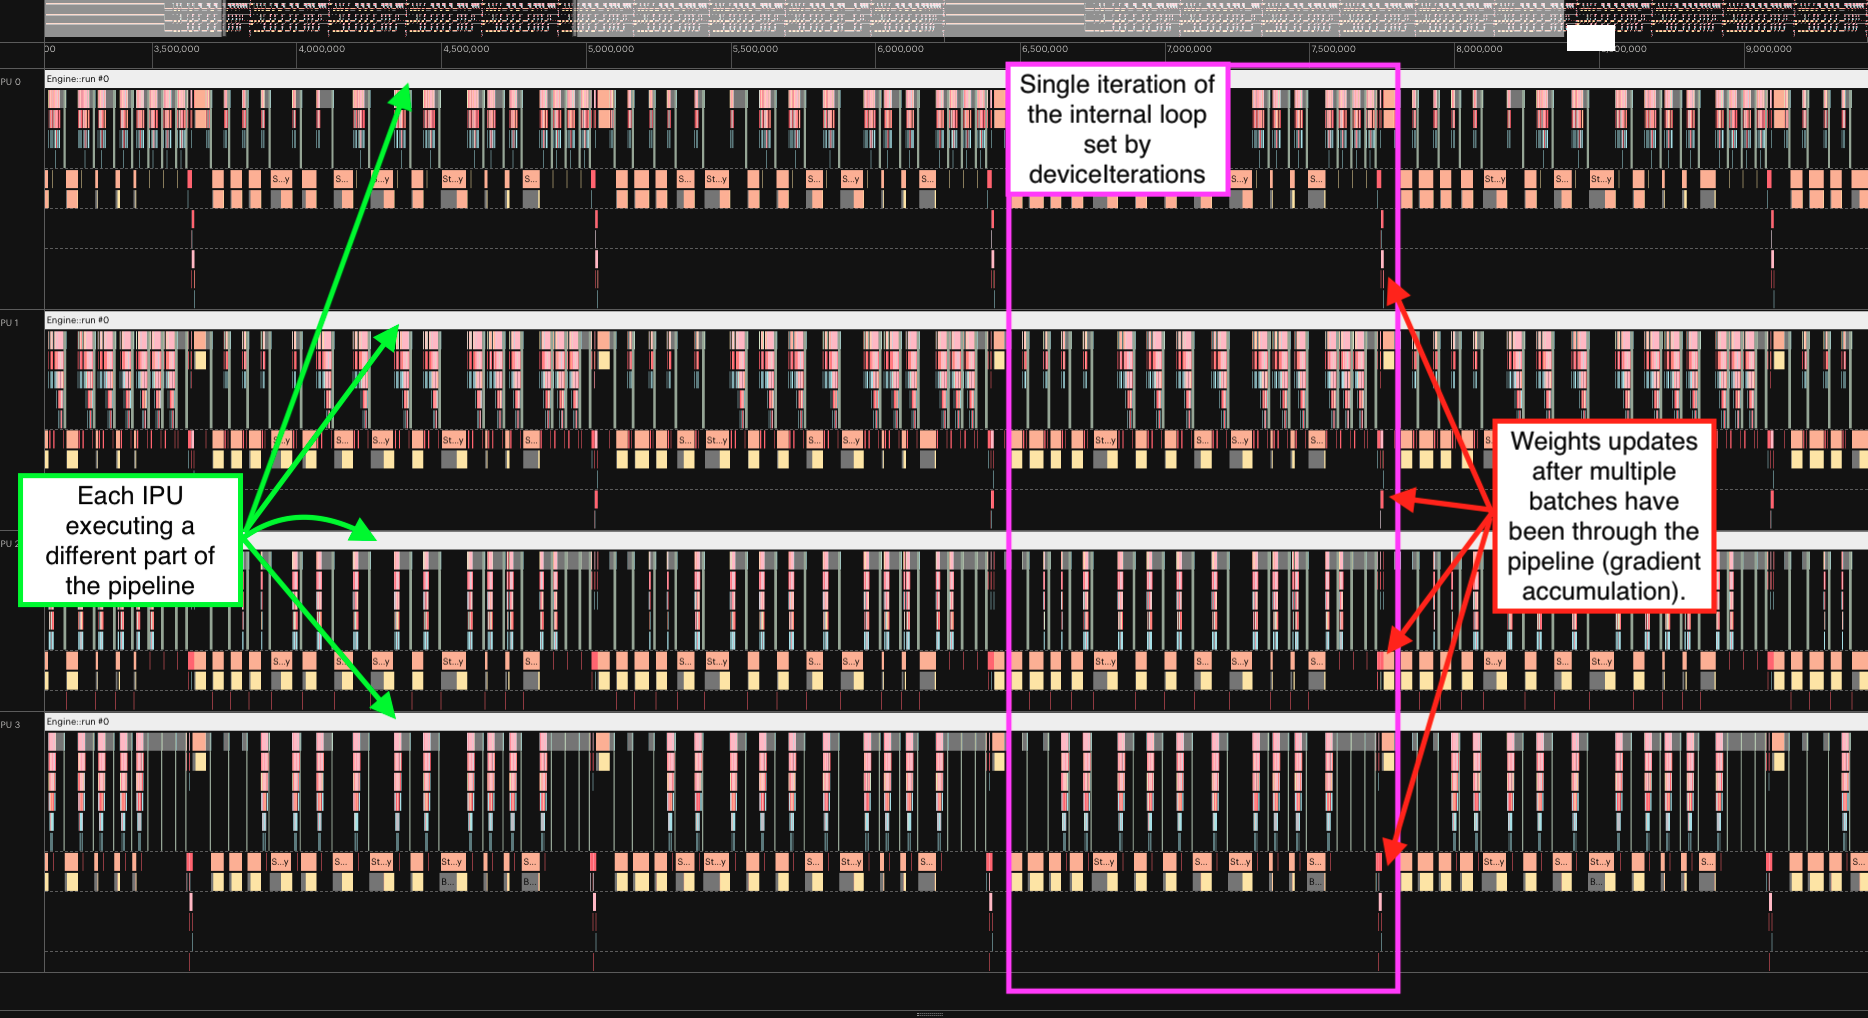 00 3,500,000 4,000,000 4,500,000 5,000,000 5,500,000 6,000,000 6,500,000 7,000,000 7,500,000 8,000,000 9,000,000
PU 0
Engine::run #0
Single iteration of
the internal loop
set by
deviceIterations
S...y S... ...y St...y S... S... St...y S... S...y S... S...y S... St...y S... St...y
PU 1
Engine::run #0
S...y S... S...y St...y S... S... St...y S... S...y S... St...y S... St...y S...
Each IPU
executing a
different part of
the pipeline
Weights updates
after multiple
batches have
been through the
pipeline (gradient
accumulation).
PU 2
S...y S... St...y St...y S... S... St...y S... St...y S... St...y S... St...y S... S...y S... St...y S...
PU 3
Engine::run #0
S...y S... St...y St...y S... S... St...y S... St...y S... St...y S... St...y S... St...y S... St...y S... S...
B... B... B... B...